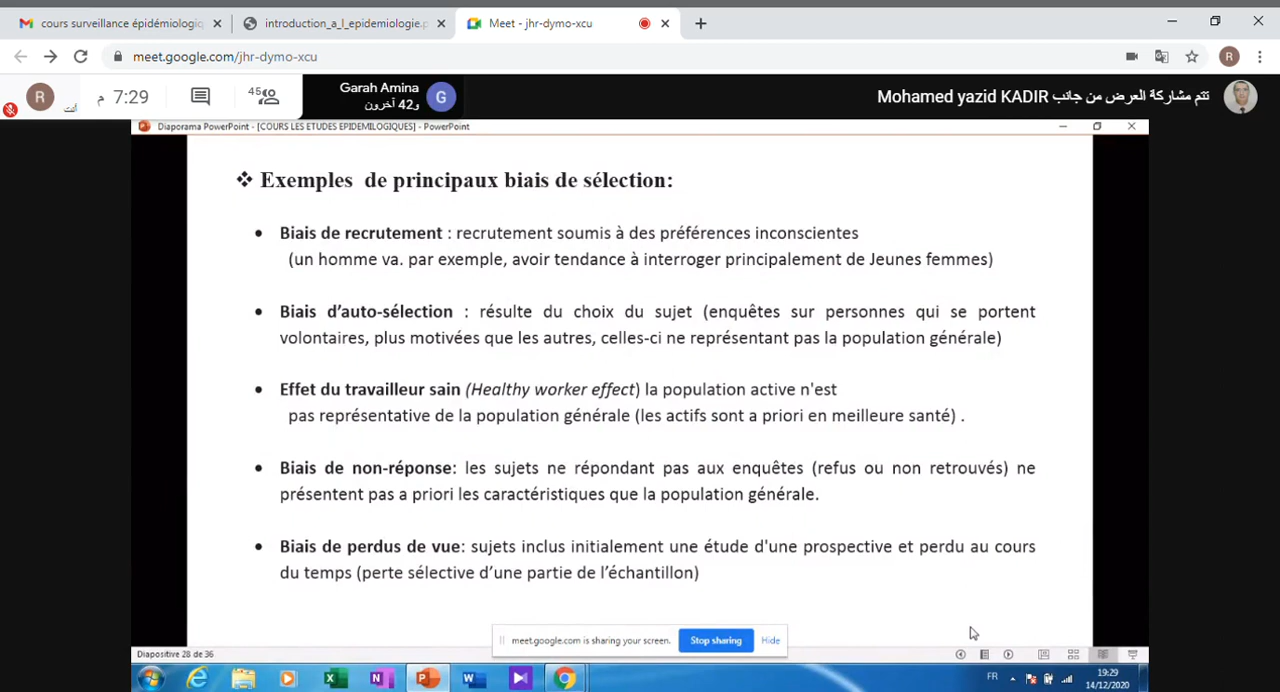 cours surveillance épidémiologiq
introduction_a_l_epidemiologie.p
Meet - jhr-dymo-xcu
meet.google.com/jhr-dymo-xcu
R
R
أنت
7:29 م
45
Garah Amina
و42 آخرون
G
تتم مشاركة العرض من جانب Mohamed yazid KADIR
Diaporama PowerPoint - [COURS LES ETUDES EPIDEMILOGIQUES] - PowerPoint
❖ Exemples de principaux biais de sélection:
• Biais de recrutement : recrutement soumis à des préférences inconscientes
(un homme va. par exemple, avoir tendance à interroger principalement de Jeunes femmes)
• Biais d’auto-sélection : résulte du choix du sujet (enquêtes sur personnes qui se portent
volontaires, plus motivées que les autres, celles-ci ne représentant pas la population générale)
• Effet du travailleur sain (Healthy worker effect) la population active n'est
pas représentative de la population générale (les actifs sont a priori en meilleure santé) .
• Biais de non-réponse: les sujets ne répondant pas aux enquêtes (refus ou non retrouvés) ne
présentent pas a priori les caractéristiques que la population générale.
• Biais de perdus de vue: sujets inclus initialement une étude d'une prospective et perdu au cours
du temps (perte sélective d’une partie de l’échantillon)
meet.google.com is sharing your screen.
Stop sharing
Hide
Diapositive 28 de 36
FR
19:29
14/12/2020